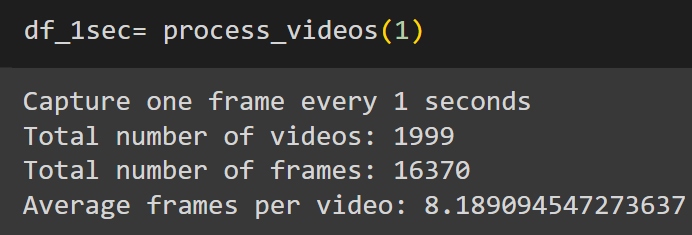 df_1sec= process_videos(1)
Capture one frame every 1 seconds
Total number of videos: 1999
Total number of frames: 16370
Average frames per video: 8.189094547273637